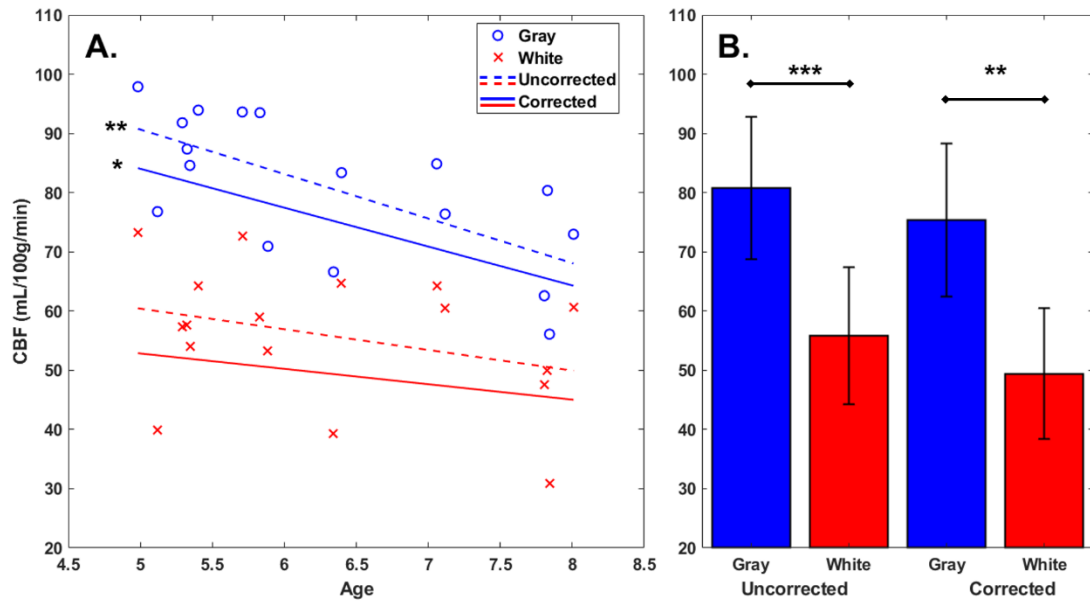 A.
Gray
White
Uncorrected
Corrected
**
*
CBF (mL/100g/min)
110
100
90
80
70
60
50
40
30
20
4.5 5 5.5 6 6.5 7 7.5 8 8.5
Age
B.
*** **
110
100
90
80
70
60
50
40
30
20
Gray White Gray White
Uncorrected Corrected